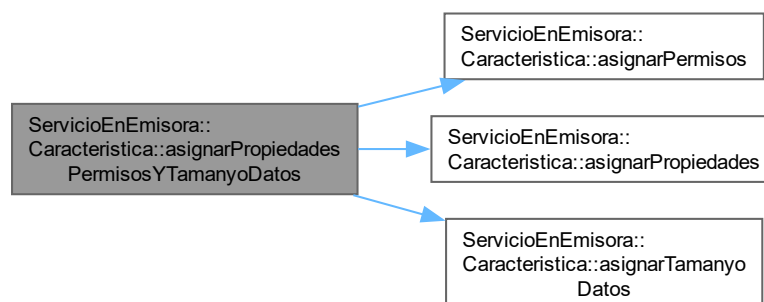 ServicioEnEmisora::
Caracteristica::asignarPropiedades
PermisosYTamanyoDatos
ServicioEnEmisora::
Caracteristica::asignarPermisos
ServicioEnEmisora::
Caracteristica::asignarPropiedades
ServicioEnEmisora::
Caracteristica::asignarTamanyo
Datos